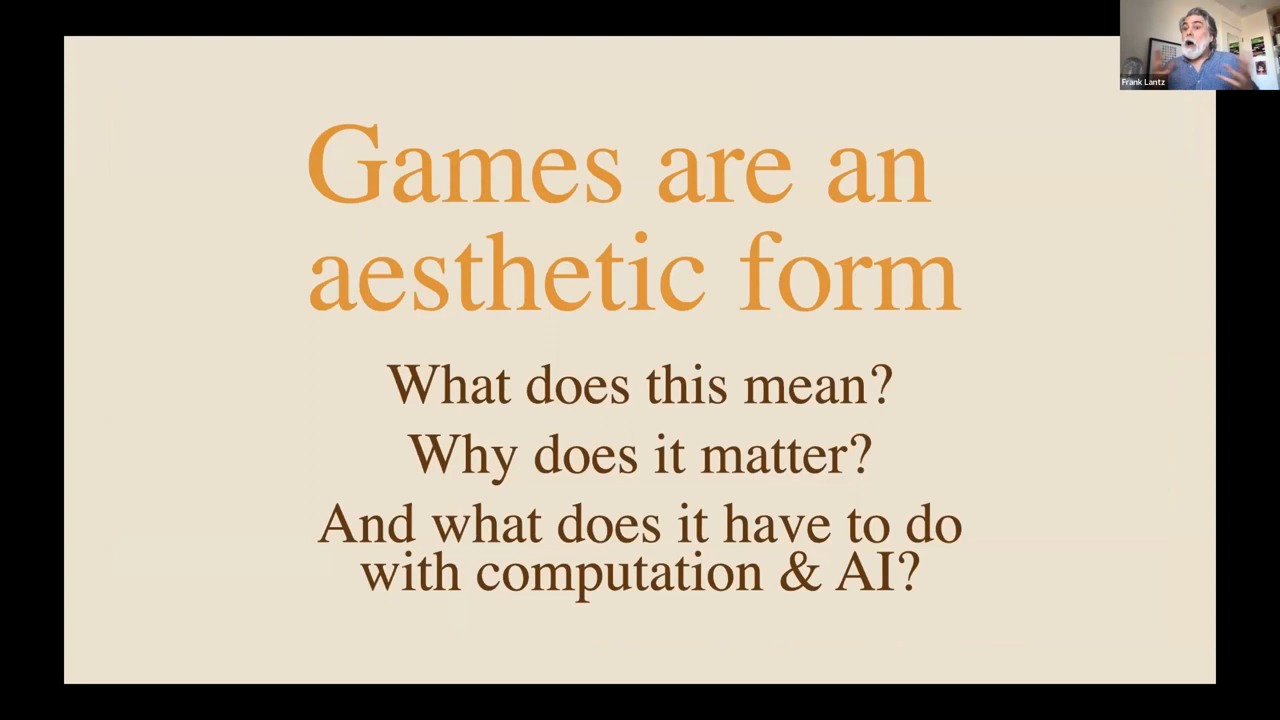 Frank Lantz
Games are an
aesthetic form
What does this mean?
Why does it matter?
And what does it have to do
with computation & AI?